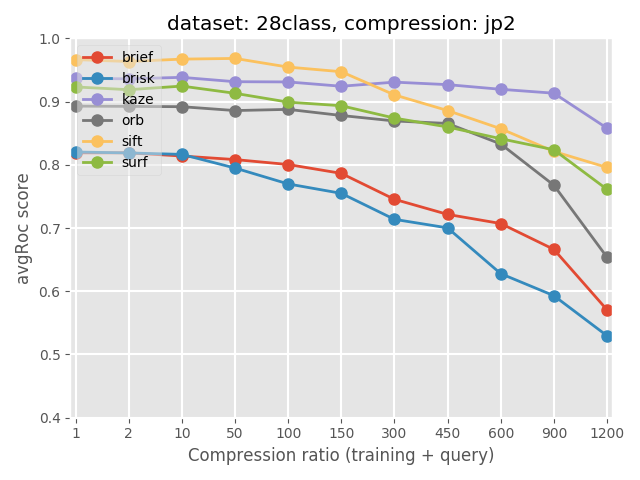 dataset: 28class, compression: jp2
avgRoc score
1.0
0.9
0.8
0.7
0.6
0.5
0.4
brief
brisk
kaze
orb
sift
surf
1 2 10 50 100 150 300 450 600 900 1200
Compression ratio (training + query)